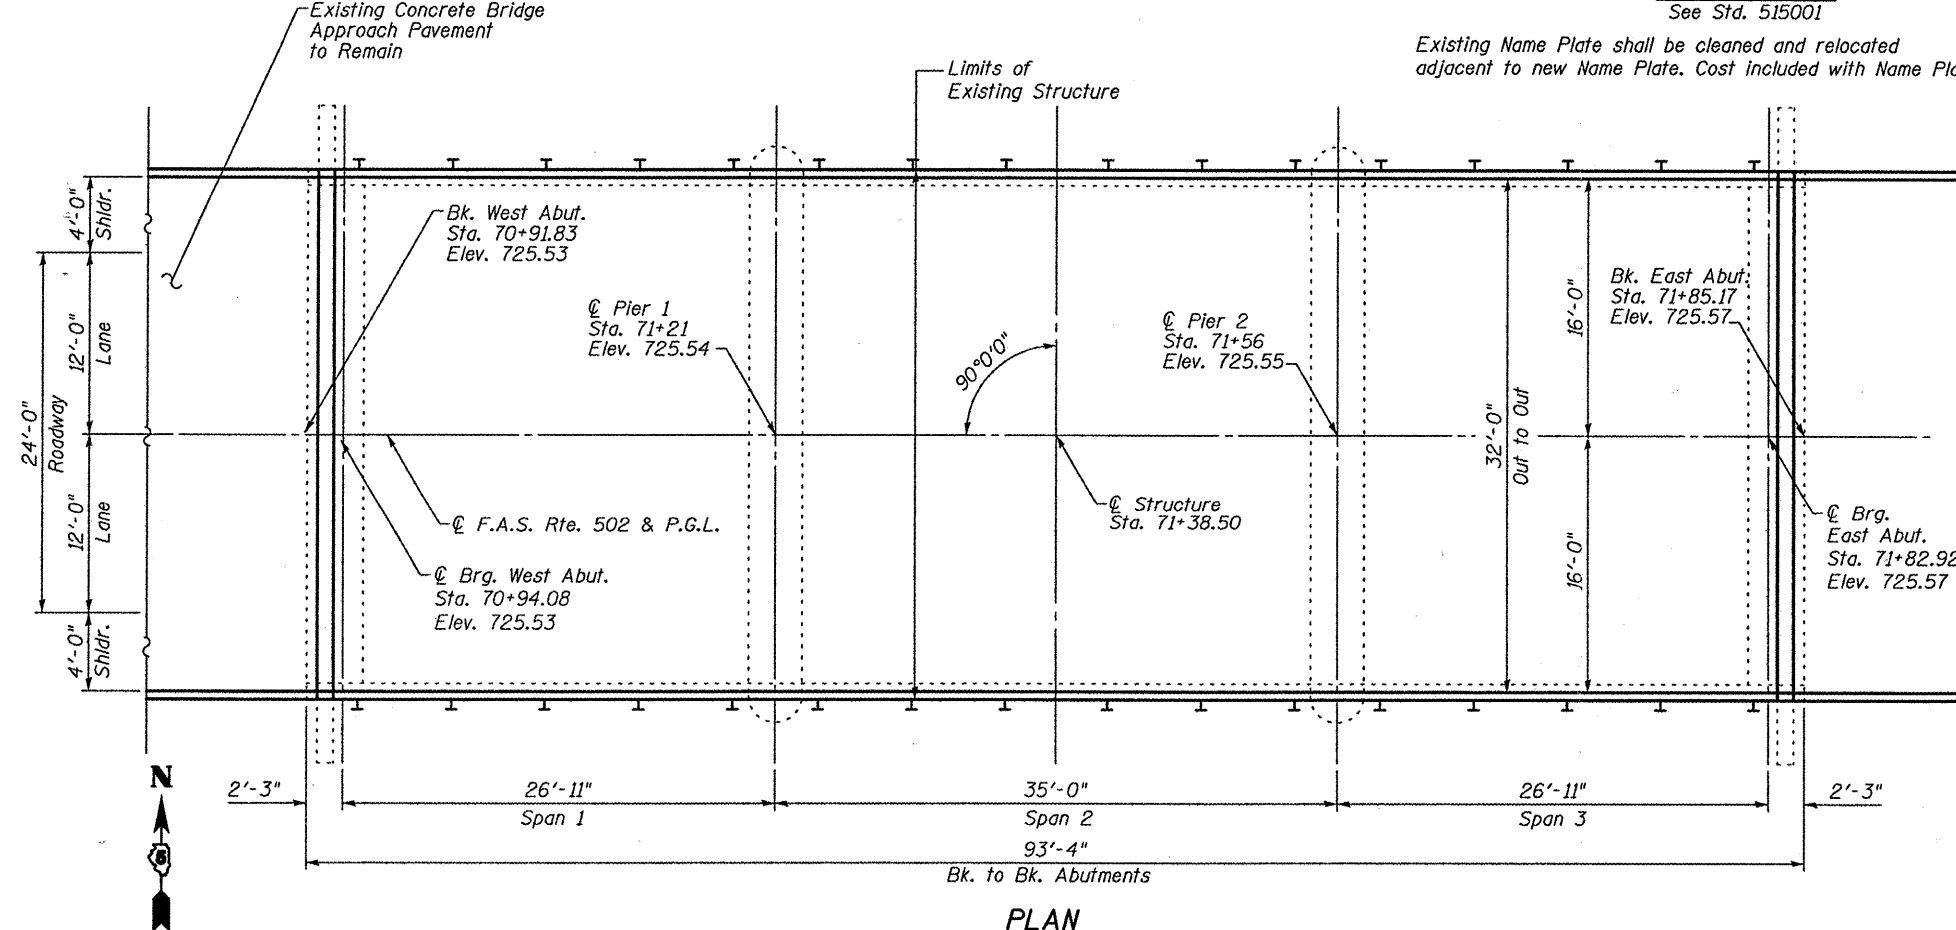 Existing Concrete Bridge
Approach Pavement
to Remain
See Std. 515001
Existing Name Plate shall be cleaned and relocated
adjacent to new Name Plate. Cost included with Name
Limits of
Existing Structure
4'-0"
Shldr.
12'-0"
Lane
24'-0"
Roadway
12'-0"
Lane
4'-0"
Shldr.
Bk. West Abut.
Sta. 70+91.83
Elev. 725.53
℄ Pier 1
Sta. 71+21
Elev. 725.54
90°0'0"
℄ Pier 2
Sta. 71+56
Elev. 725.55
Bk. East Abut.
Sta. 71+85.17
Elev. 725.57
16'-0"
32'-0"
Out to Out
16'-0"
℄ F.A.S. Rte. 502 & P.G.L.
℄ Structure
Sta. 71+38.50
℄ Brg. West Abut.
Sta. 70+94.08
Elev. 725.53
℄ Brg.
East Abut.
Sta. 71+82.92
Elev. 725.57
N
5
2'-3"
26'-11"
35'-0"
26'-11"
2'-3"
Span 1
Span 2
Span 3
93'-4"
Bk. to Bk. Abutments
PLAN